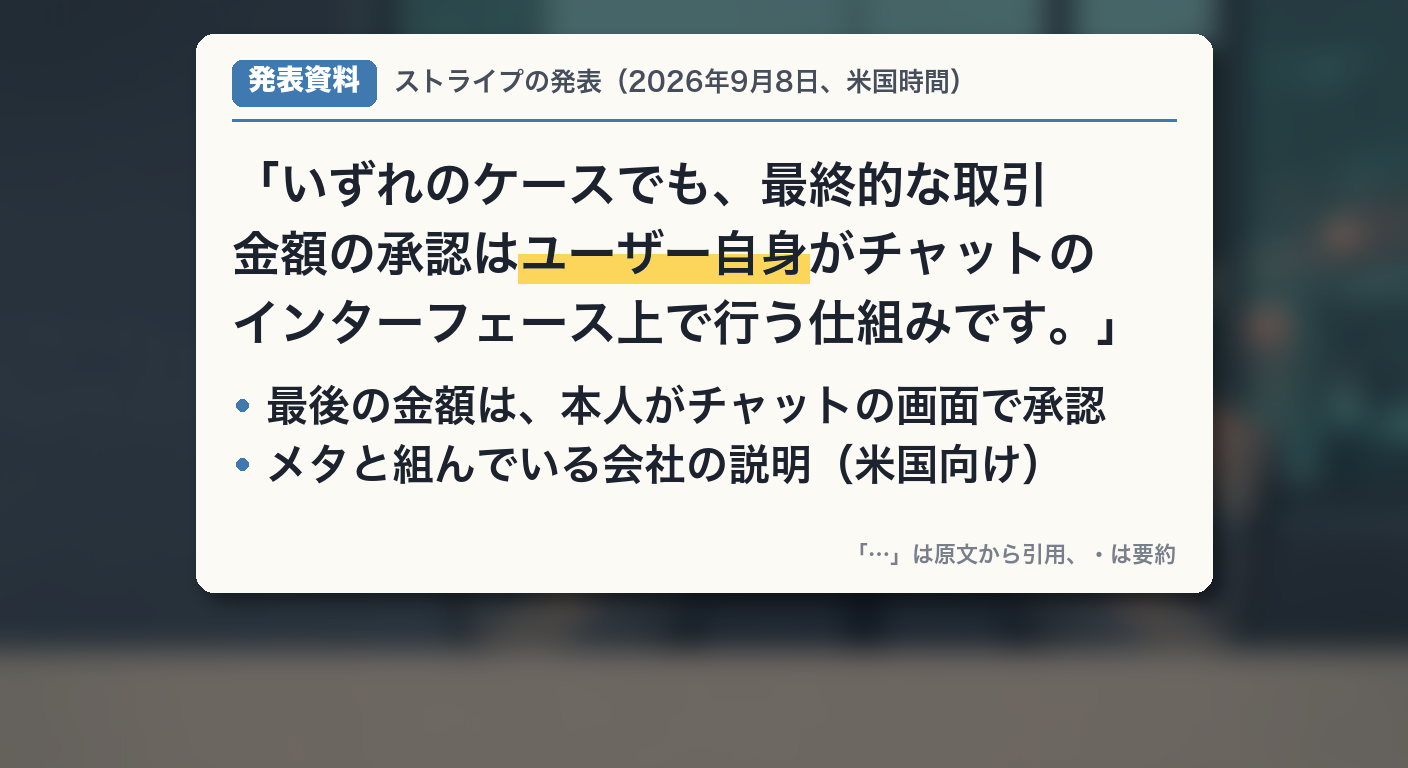 発表資料 ストライプの発表（2026年9月8日、米国時間）
「いずれのケースでも、最終的な取引
金額の承認はユーザー自身がチャットの
インターフェース上で行う仕組みです。」
• 最後の金額は、本人がチャットの画面で承認
• メタと組んでいる会社の説明（米国向け）
「…」は原文から引用、・は要約